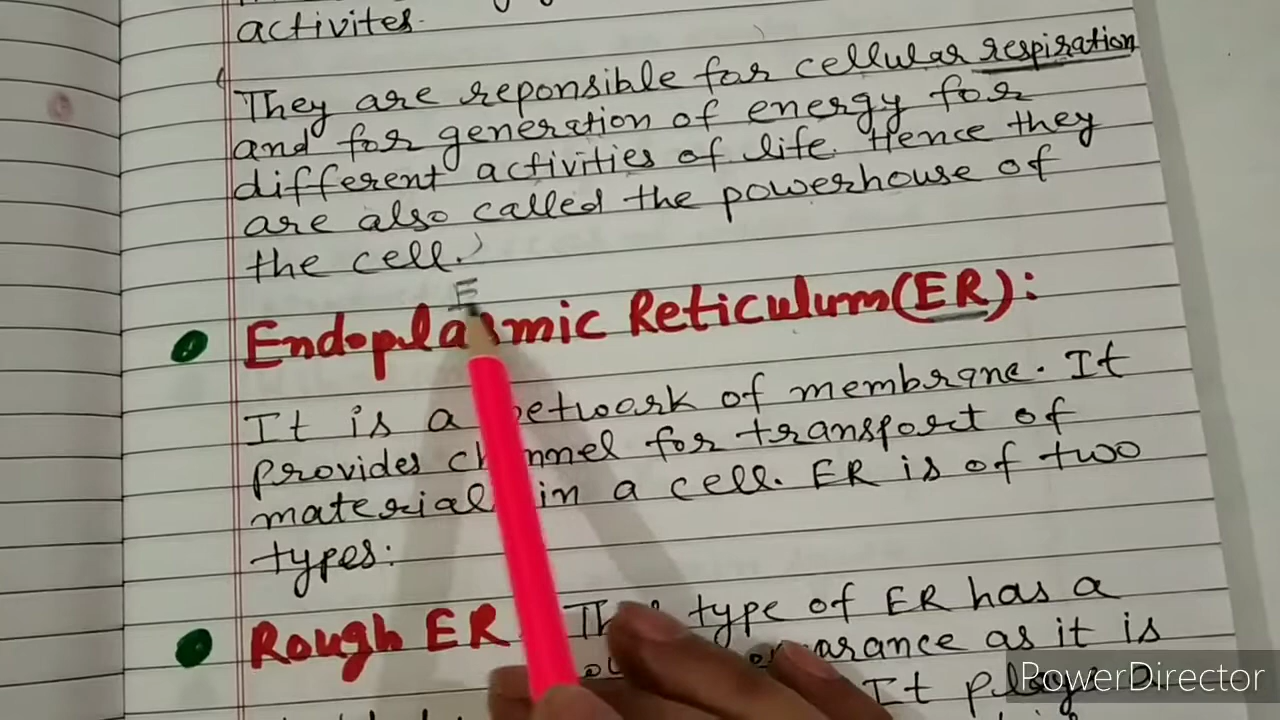 activites.
They are reponsible for cellular respiration
and for generation of energy for
different activities of life. Hence they
are also called the powerhouse of
the cell.
E
Endoplasmic Reticulum (ER):
It is a network of membrane. It
provides channel for transport of
material in a cell. ER is of two
types:
Rough ER This type of ER has a
as it is
It plays a
PowerDirector